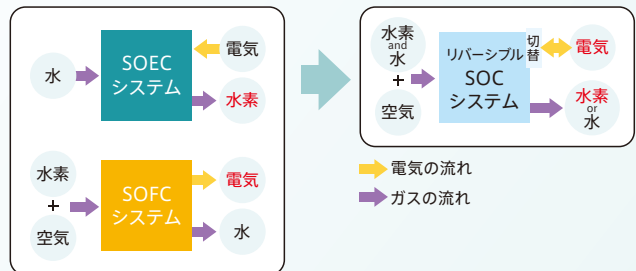 水
SOEC
システム
電気
水素
水素
+
空気
SOFC
システム
電気
水
水素
and
水
+
空気
リバーシブル
SOC
システム
切替
電気
水素
or
水
電気の流れ
ガスの流れ